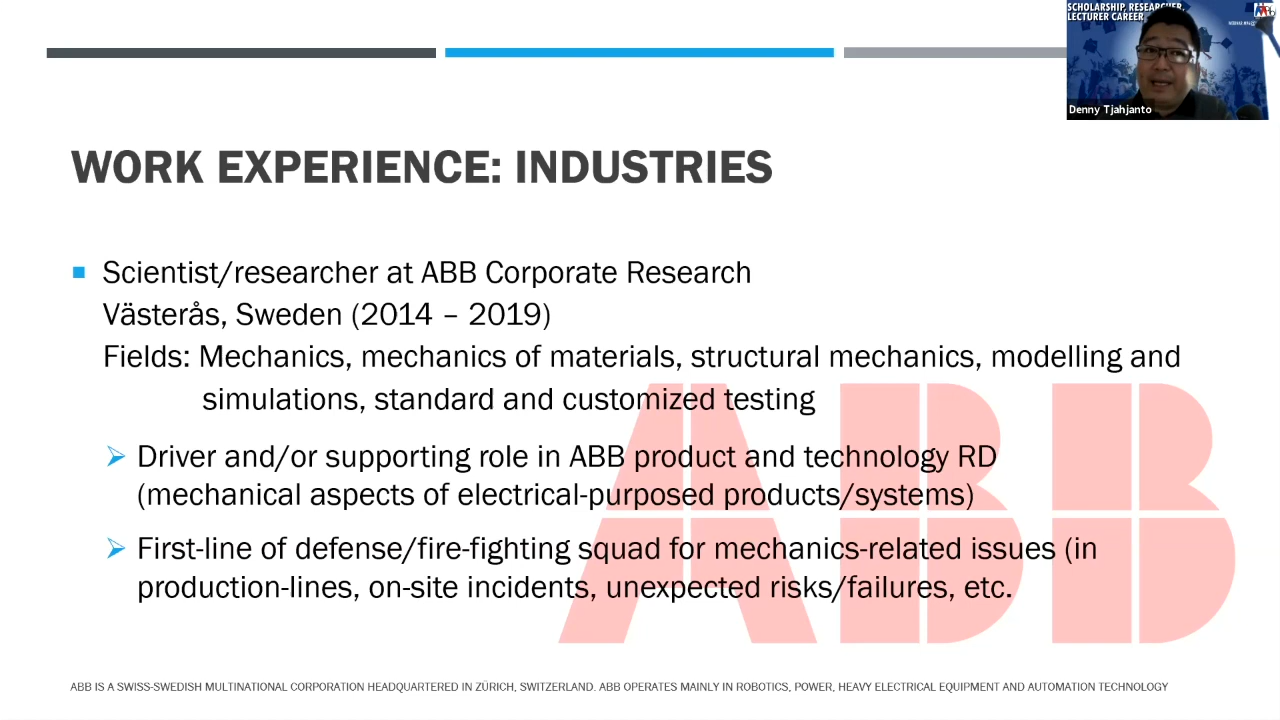 SCHOLARSHIP, RESEARCHER,
LECTURER CAREER
Denny Tjahjanto
WORK EXPERIENCE: INDUSTRIES
Scientist/researcher at ABB Corporate Research
Västerås, Sweden (2014 – 2019)
Fields: Mechanics, mechanics of materials, structural mechanics, modelling and
simulations, standard and customized testing
Driver and/or supporting role in ABB product and technology RD
(mechanical aspects of electrical-purposed products/systems)
First-line of defense/fire-fighting squad for mechanics-related issues (in
production-lines, on-site incidents, unexpected risks/failures, etc.
ABB
ABB IS A SWISS-SWEDISH MULTINATIONAL CORPORATION HEADQUARTERED IN ZÜRICH, SWITZERLAND. ABB OPERATES MAINLY IN ROBOTICS, POWER, HEAVY ELECTRICAL EQUIPMENT AND AUTOMATION TECHNOLOGY